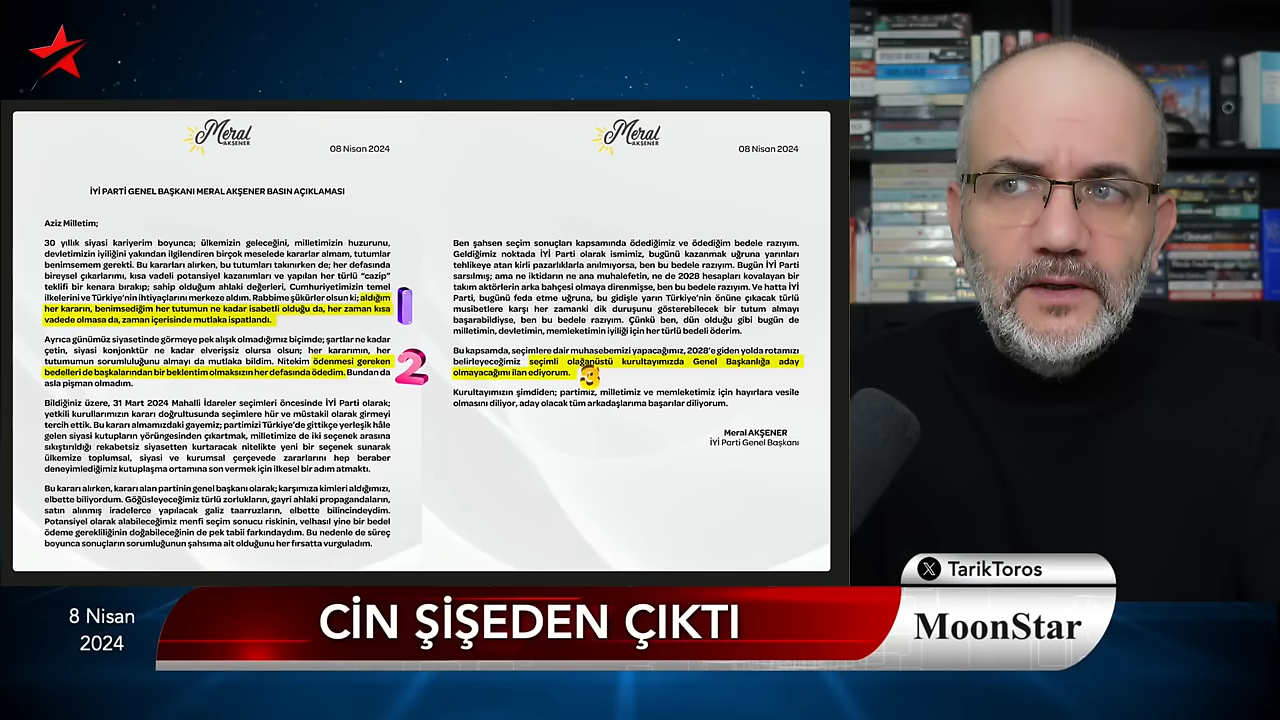 Meral
AKŞENER
08 Nisan 2024
İYİ PARTİ GENEL BAŞKANI MERAL AKŞENER BASIN AÇIKLAMASI
Aziz Milletim;
30 yıllık siyasi kariyerim boyunca; ülkemizin geleceğini, milletimizin huzurunu,
devletimizin iyiliğini yakından ilgilendiren birçok meselede kararlar almam, tutumlar
benimsemem gerekti. Bu kararları alırken, bu tutumları takınırken de; her defasında
bireysel çıkarlarımı, kısa vadeli potansiyel kazanımları ve yapılan her türlü “cazip”
teklifi bir kenara bırakıp; sahip olduğum ahlaki değerleri, Cumhuriyetimizin temel
ilkelerini ve Türkiye'nin ihtiyaçlarını merkeze aldım. Rabbime şükürler olsun ki; aldığım
her kararın, benimsediğim her tutumun ne kadar isabetli olduğu da, her zaman kısa
vadede olmasa da, zaman içerisinde mutlaka ispatlandı.
1
Ayrıca günümüz siyasetinde görmeye pek alışık olmadığımız biçimde; şartlar ne kadar
çetin, siyasi konjonktür ne kadar elverişsiz olursa olsun; her kararımın, her
tutumumun sorumluluğunu almayı da mutlaka bildim. Nitekim ödenmesi gereken
bedelleri de başkalarından bir beklentim olmaksızın her defasında ödedim. Bundan da
asla pişman olmadım.
2
Bildiğiniz üzere, 31 Mart 2024 Mahalli İdareler seçimleri öncesinde İYİ Parti olarak;
yetkili kurullarımızın kararı doğrultusunda seçimlere hür ve müstakil olarak girmeyi
tercih ettik. Bu kararı almamızdaki gayemiz; partimizi Türkiye'de gittikçe yerleşik hâle
gelen siyasi kutupların yörüngesinden çıkartmak, milletimize de iki seçenek arasına
sıkıştırıldığı rekabetsiz siyasetten kurtaracak nitelikte yeni bir seçenek sunarak
ülkemize toplumsal, siyasi ve kurumsal çerçevede zararlarını hep beraber
deneyimlediğimiz kutuplaşma ortamına son vermek için ilkesel bir adım atmaktı.
Bu kararı alırken, kararı alan partinin genel başkanı olarak; karşımıza kimleri aldığımızı,
elbette biliyordum. Göğüsleyeceğimiz türlü zorlukların, gayri ahlaki propagandaların,
satın alınmış iradelerce yapılacak galiz taarruzların, elbette bilincindeydim.
Potansiyel olarak alabileceğimiz menfi seçim sonucu riskinin, velhasıl yine bir bedel
ödeme gerekliliğinin doğabileceğinin de pek tabii farkındaydım. Bu nedenle de süreç
boyunca sonuçların sorumluğunun şahsıma ait olduğunu her fırsatta vurguladım.
Meral
AKŞENER
08 Nisan 2024
Ben şahsen seçim sonuçları kapsamında ödediğimiz ve ödediğim bedele razıyım.
Geldiğimiz noktada İYİ Parti olarak ismimiz, bugünü kazanmak uğruna yarınları
tehlikeye atan kirli pazarlıklarla anılmıyorsa, ben bu bedele razıyım. Bugün İYİ Parti
sarsılmış; ama ne iktidarın ne ana muhalefetin, ne de 2028 hesapları kovalayan bir
takım aktörlerin arka bahçesi olmaya direnmişse, ben bu bedele razıyım. Ve hatta İYİ
Parti, bugünü feda etme uğruna, bu gidişle yarın Türkiye'nin önüne çıkacak türlü
musibetlere karşı her zamanki dik duruşunu gösterebilecek bir tutum almayı
başarabildiyse, ben bu bedele razıyım. Çünkü ben, dün olduğu gibi bugün de
milletimin, devletimin, memleketimin iyiliği için her türlü bedeli öderim.
Bu kapsamda, seçimlere dair muhasebemizi yapacağımız, 2028'e giden yolda rotamızı
belirleyeceğimiz seçimli olağanüstü kurultayımızda Genel Başkanlığa aday
olmayacağımı ilan ediyorum.
Kurultayımızın şimdiden; partimiz, milletimiz ve memleketimiz için hayırlara vesile
olmasını diliyor, aday olacak tüm arkadaşlarıma başarılar diliyorum.
Meral AKŞENER
İYİ Parti Genel Başkanı
X TarikToros
MoonStar
8 Nisan
2024
CİN ŞİŞEDEN ÇIKTI